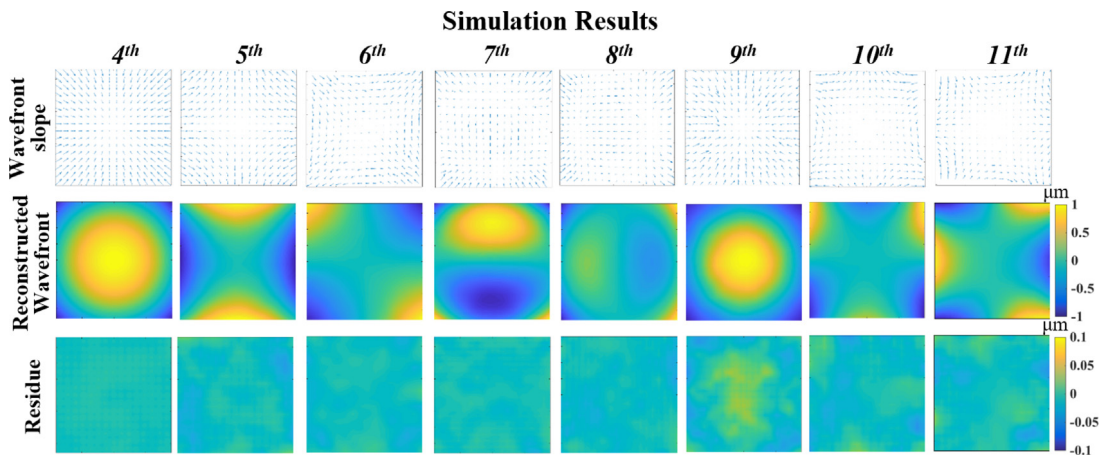 Simulation Results
4th 5th 6th 7th 8th 9th 10th 11th
Wavefront
slope
Reconstructed
Wavefront
µm
1
0.5
0
-0.5
-1
Residue
µm
0.1
0.05
0
-0.05
-0.1